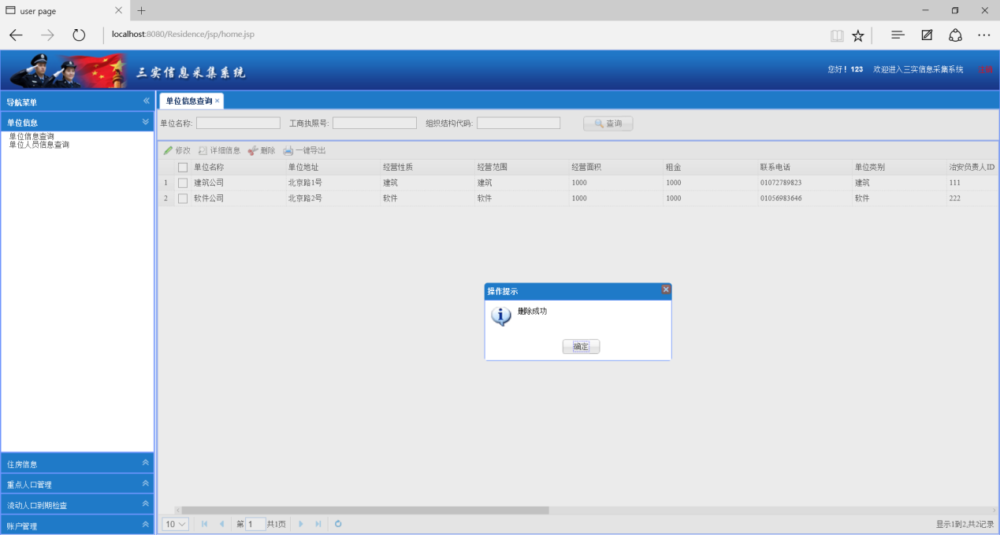 user page
localhost:8080/Residence/jsp/home.jsp
三实信息采集系统
您好！123 欢迎进入三实信息采集系统 注销
导航菜单
单位信息查询
单位信息
单位信息查询
单位人员信息查询
单位名称: 工商执照号: 组织结构代码: 查询
修改 详细信息 删除 一键导出
单位名称 单位地址 经营性质 经营范围 经营面积 租金 联系电话 单位类别 治安负责人ID
1 建筑公司 北京路1号 建筑 建筑 1000 1000 01072789823 建筑 111
2 软件公司 北京路2号 软件 软件 1000 1000 01056983646 软件 222
操作提示
删除成功
确定
住房信息
重点人口管理
流动人口到期检查
账户管理
10 第 1 共1页 显示1到2,共2记录